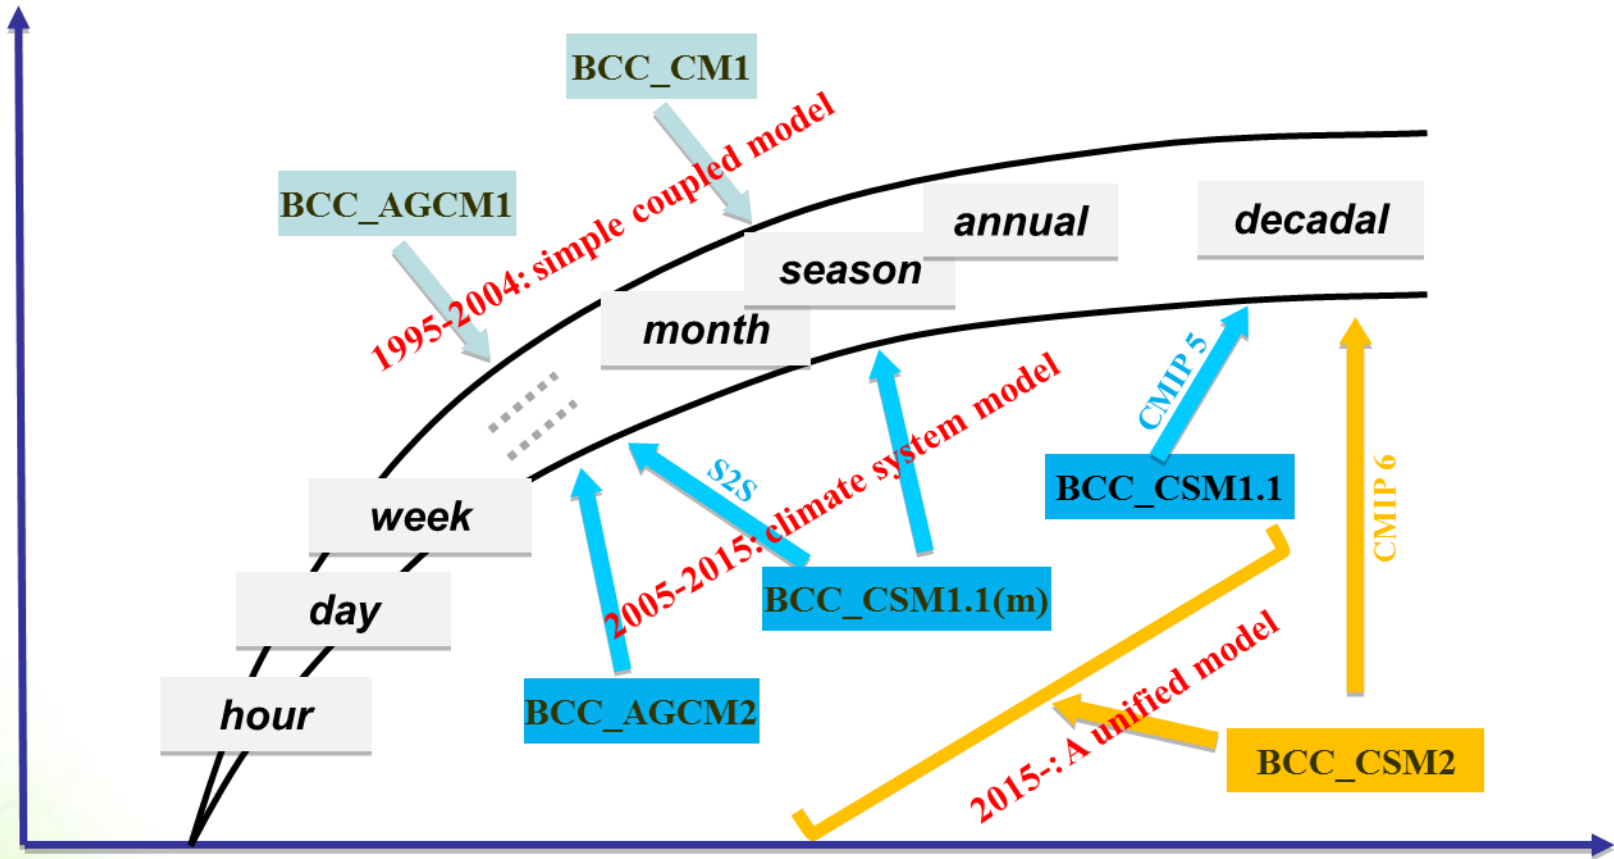 BCC_CM1
BCC_AGCM1
1995-2004: simple coupled model
annual
decadal
season
month
week
day
hour
CMIP 5
S2S
2005-2015: climate system model
BCC_CSM1.1
CMIP 6
BCC_CSM1.1(m)
BCC_AGCM2
2015-: A unified model
BCC_CSM2